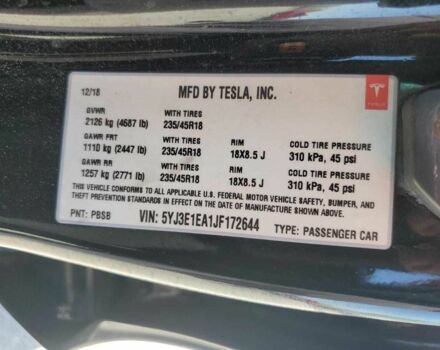 12/18 MFD BY TESLA, INC.
TESLA
GVWR WITH TIRES
2126 kg (4687 lb) 235/45R18
GAWR FRT WITH TIRES RIM COLD TIRE PRESSURE
1110 kg (2447 lb) 235/45R18 18X8.5 J 310 kPa, 45 psi
GAWR RR WITH TIRES RIM COLD TIRE PRESSURE
1257 kg (2771 lb) 235/45R18 18X8.5 J 310 kPa, 45 psi
THIS VEHICLE CONFORMS TO ALL APPLICABLE U.S. FEDERAL MOTOR VEHICLE SAFETY, BUMPER, AND
THEFT PREVENTION STANDARDS IN EFFECT ON THE DATE OF MANUFACTURE SHOWN ABOVE.
PNT: PBSB VIN: 5YJ3E1EA1JF172644 TYPE: PASSENGER CAR